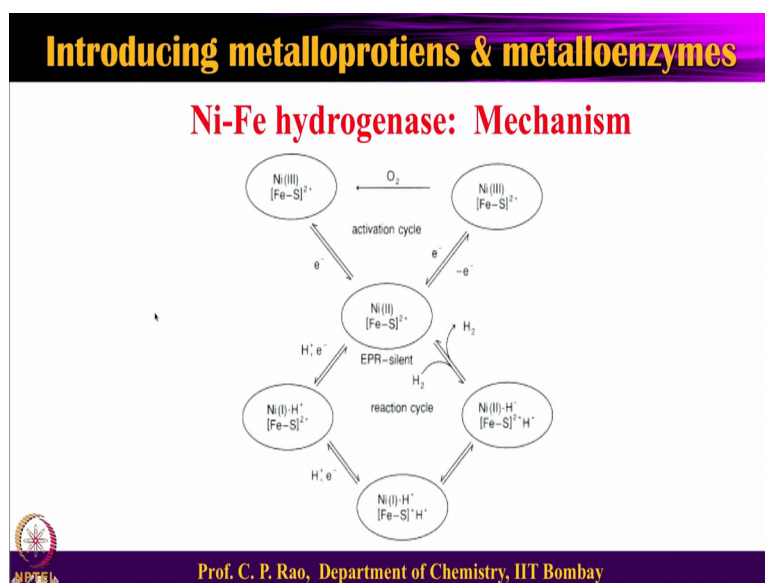 Introducing metalloprotiens & metalloenzymes
Ni-Fe hydrogenase: Mechanism
Ni(III)
[Fe–S]²⁺
O₂
Ni(III)
[Fe–S]²⁺
activation cycle
e⁻
e⁻
–e⁻
Ni(II)
[Fe–S]²⁺
H⁺, e⁻
EPR–silent
H₂
H₂
Ni(I)·H⁺
[Fe–S]²⁺
reaction cycle
Ni(II)·H⁻
[Fe–S]²⁺H⁺
H⁺, e⁻
Ni(I)·H⁺
[Fe–S]⁺H⁺
NPTEL
Prof. C. P. Rao, Department of Chemistry, IIT Bombay